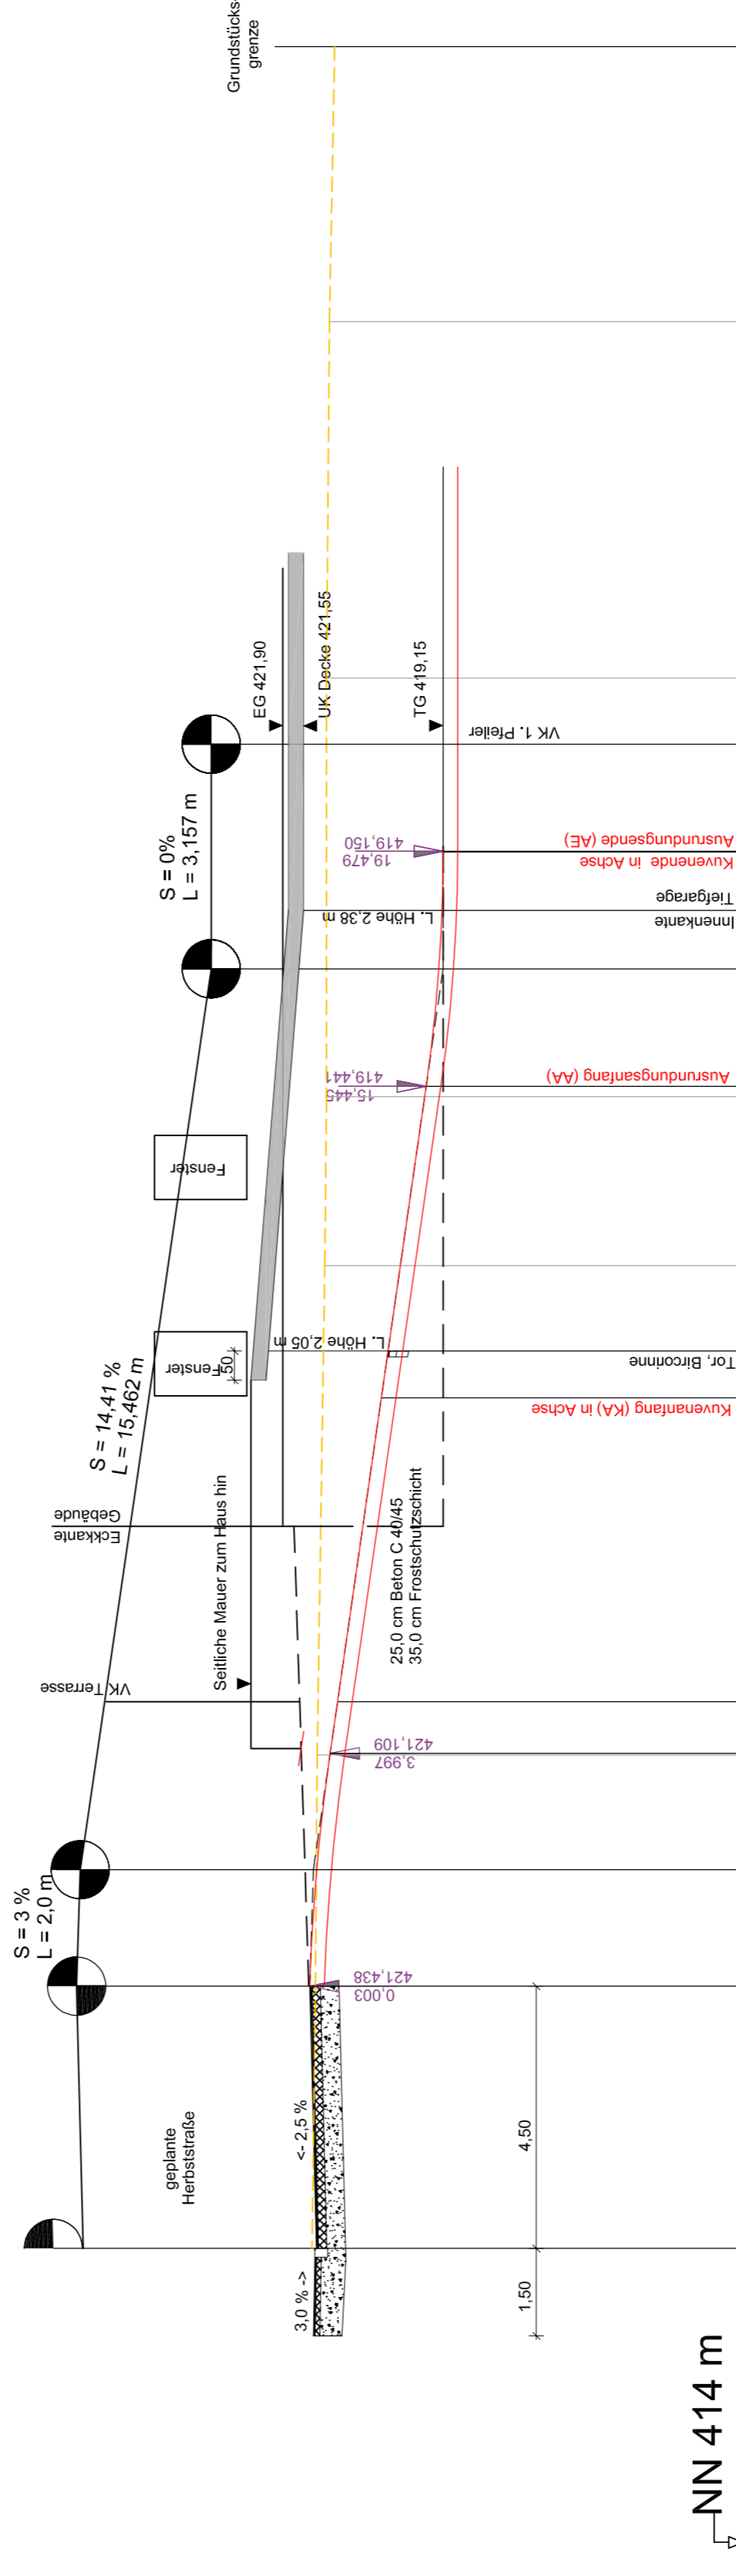 Grundstücks-
grenze
S = 0%
L = 3,157 m
EG 421,90
UK Decke 421,55
TG 419,15
VK 1. Pfeiler
19,479
419,150
Kuvenende in Achse
Ausrundungsende (AE)
Innenkante
Tiefgarage
L. Höhe 2,38 m
15,445
419,441
Ausrundungsanfang (AA)
Fenster
Fenster
50
L. Höhe 2,05 m
Tor, Bircorinne
Kuvenanfang (KA) in Achse
S = 14,41 %
L = 15,462 m
Eckkante
Gebäude
Seitliche Mauer zum Haus hin
25,0 cm Beton C 40/45
35,0 cm Frostschutzschicht
VK Terrasse
3,997
421,109
S = 3 %
L = 2,0 m
0,003
421,438
geplante
Herbststraße
<- 2,5 %
4,50
3,0 % ->
1,50
NN 414 m